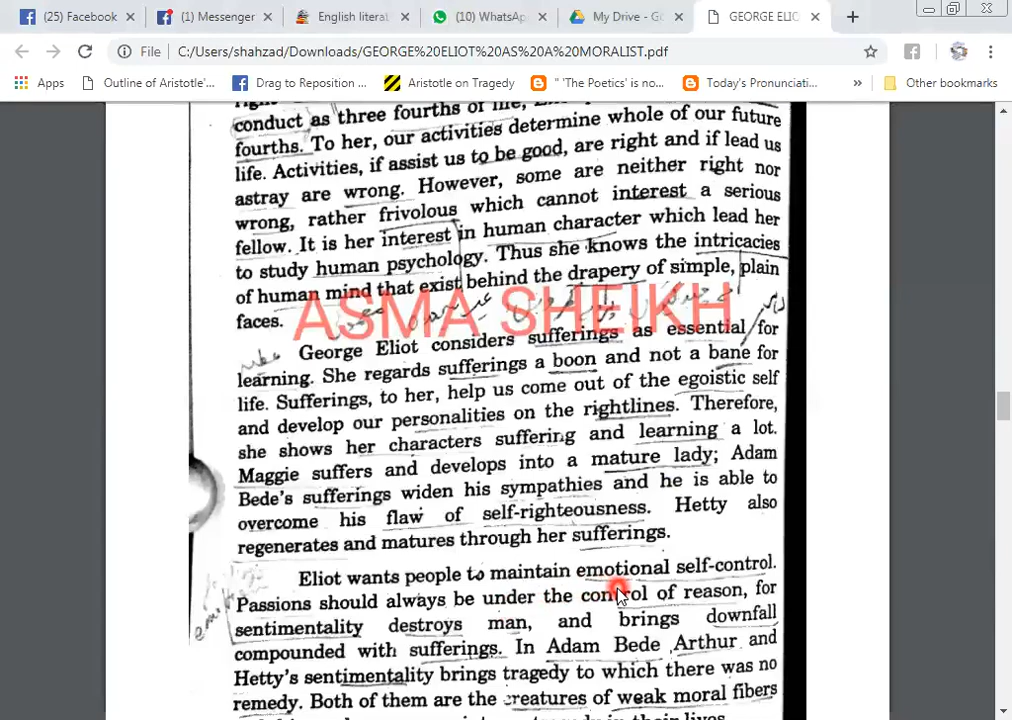 (25) Facebook
(1) Messenger
English literat
(10) WhatsAp
My Drive - Go
GEORGE ELIO
File C:/Users/shahzad/Downloads/GEORGE%20ELIOT%20AS%20A%20MORALIST.pdf
Apps Outline of Aristotle'... Drag to Reposition ... Aristotle on Tragedy " 'The Poetics' is no... Today's Pronunciati... » Other bookmarks
conduct as three fourths of life,
fourths. To her, our activities determine whole of our future
life. Activities, if assist us to be good, are right and if lead us
astray are wrong. However, some are neither right nor
wrong, rather frivolous which cannot interest a serious
fellow. It is her interest in human character which lead her
to study human psychology. Thus she knows the intricacies
of human mind that exist behind the drapery of simple, plain
faces.
ASMA SHEIKH
George Eliot considers sufferings as essential for
learning. She regards sufferings a boon and not a bane for
life. Sufferings, to her, help us come out of the egoistic self
and develop our personalities on the rightlines. Therefore,
she shows her characters suffering and learning a lot.
Maggie suffers and develops into a mature lady; Adam
Bede's sufferings widen his sympathies and he is able to
overcome his flaw of self-righteousness. Hetty also
regenerates and matures through her sufferings.
Eliot wants people to maintain emotional self-control.
Passions should always be under the control of reason, for
sentimentality destroys man, and brings downfall
compounded with sufferings. In Adam Bede Arthur and
Hetty's sentimentality brings tragedy to which there was no
remedy. Both of them are the creatures of weak moral fibers
in their lives